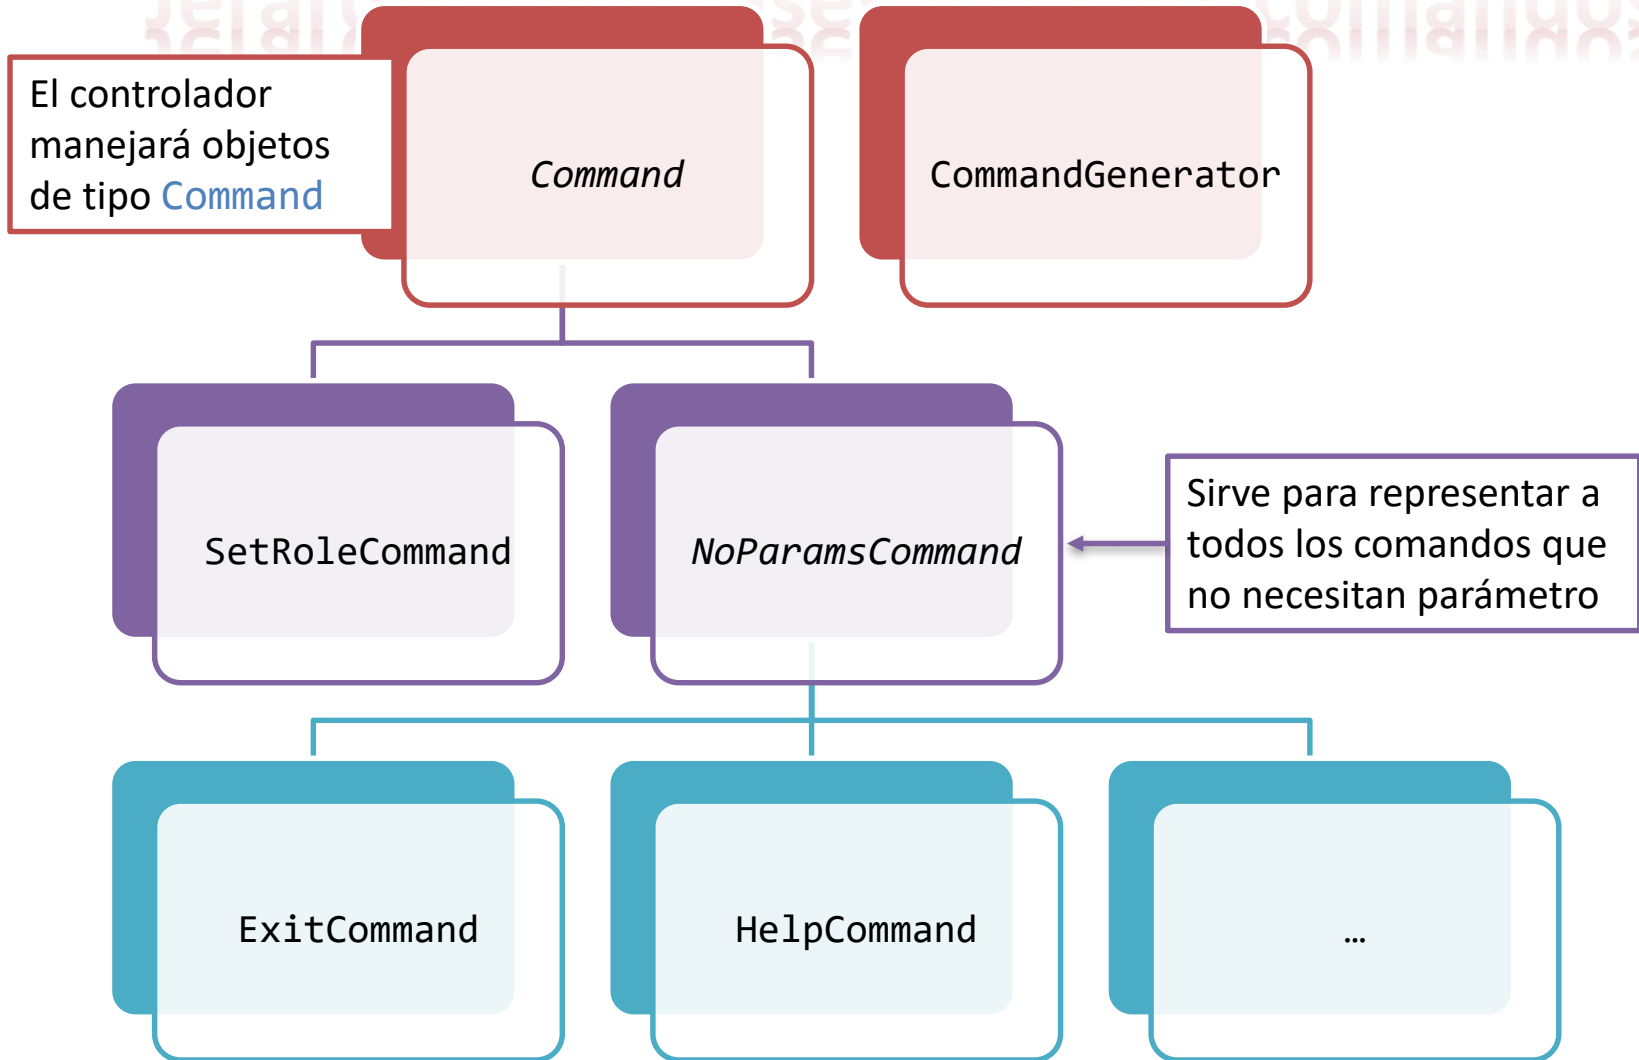 El controlador
manejará objetos
de tipo Command
Command
CommandGenerator
SetRoleCommand
NoParamsCommand
Sirve para representar a
todos los comandos que
no necesitan parámetro
ExitCommand
HelpCommand
…